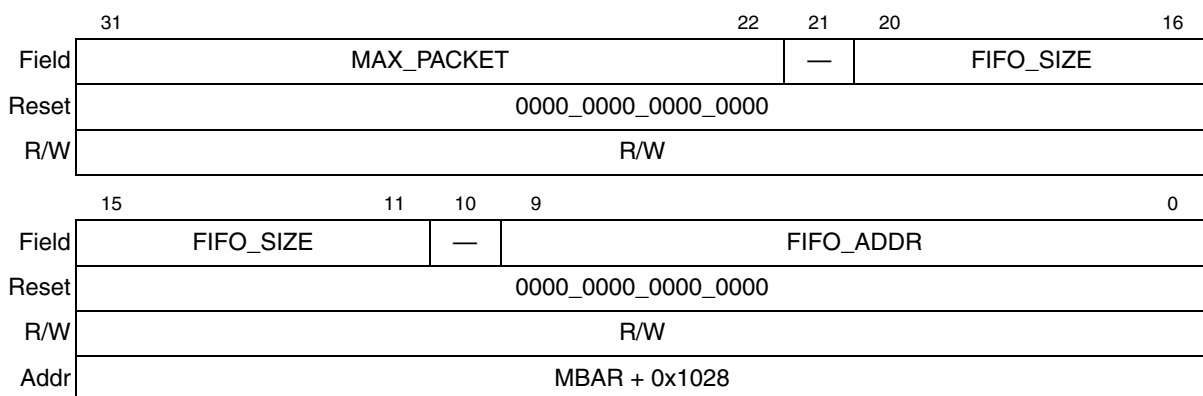 31 22 21 20 16
Field MAX_PACKET — FIFO_SIZE
Reset 0000_0000_0000_0000
R/W R/W
15 11 10 9 0
Field FIFO_SIZE — FIFO_ADDR
Reset 0000_0000_0000_0000
R/W R/W
Addr MBAR + 0x1028